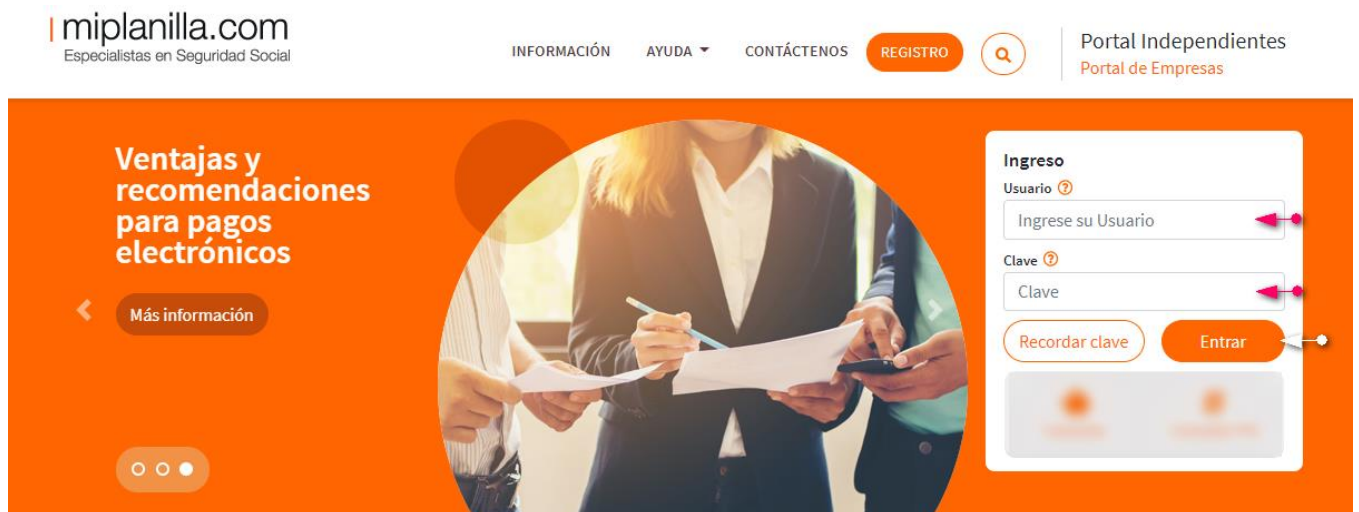 miplanilla.com
Especialistas en Seguridad Social
INFORMACIÓN
AYUDA
CONTÁCTENOS
REGISTRO
Portal Independientes
Portal de Empresas
Ventajas y
recomendaciones
para pagos
electrónicos
Más información
Ingreso
Usuario
Ingrese su Usuario
Clave
Clave
Recordar clave
Entrar